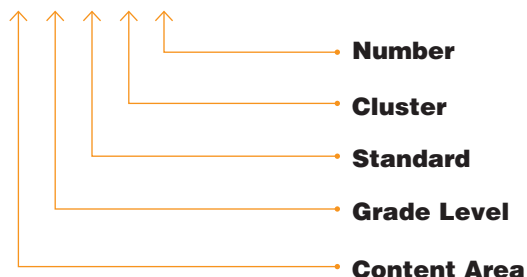 Number
Cluster
Standard
Grade Level
Content Area